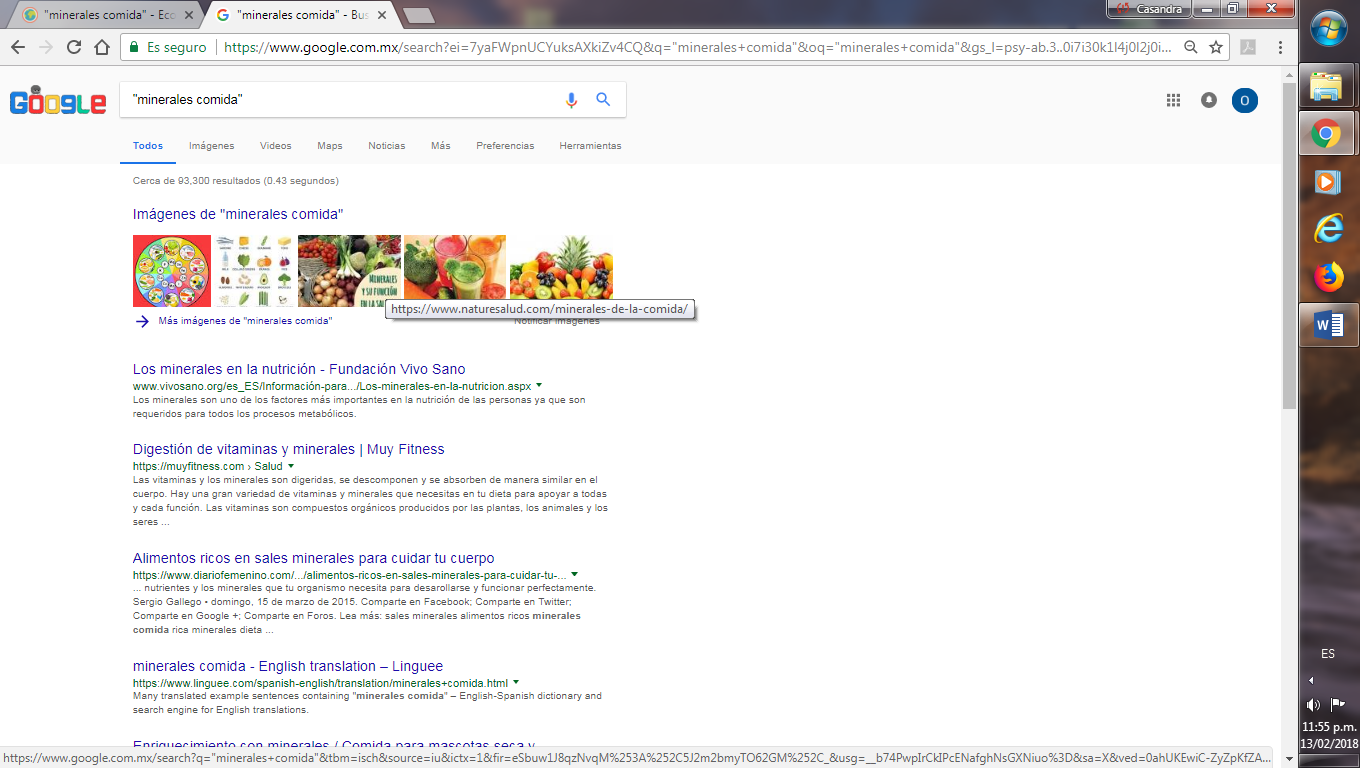 "minerales comida" - Eco
"minerales comida" - Bus
Casandra
Es seguro
https://www.google.com.mx/search?ei=7yaFWpnUCYuksAXkiZv4CQ&q="minerales+comida"&oq="minerales+comida"&gs_l=psy-ab.3..0i7i30k1l4j0l2j0i...
Google
"minerales comida"
O
Todos
Imágenes
Videos
Maps
Noticias
Más
Preferencias
Herramientas
Cerca de 93,300 resultados (0.43 segundos)
Imágenes de "minerales comida"
MINERALES
Y SU FUNCIÓN
EN LA SA
https://www.naturesalud.com/minerales-de-la-comida/
Más imágenes de "minerales comida"
Notificar imágenes
Los minerales en la nutrición - Fundación Vivo Sano
www.vivosano.org/es_ES/Información-para.../Los-minerales-en-la-nutricion.aspx
Los minerales son uno de los factores más importantes en la nutrición de las personas ya que son
requeridos para todos los procesos metabólicos.
Digestión de vitaminas y minerales | Muy Fitness
https://muyfitness.com › Salud
Las vitaminas y los minerales son digeridas, se descomponen y se absorben de manera similar en el
cuerpo. Hay una gran variedad de vitaminas y minerales que necesitas en tu dieta para apoyar a todas
y cada función. Las vitaminas son compuestos orgánicos producidos por las plantas, los animales y los
seres ...
Alimentos ricos en sales minerales para cuidar tu cuerpo
https://www.diariofemenino.com/.../alimentos-ricos-en-sales-minerales-para-cuidar-tu-...
... nutrientes y los minerales que tu organismo necesita para desarollarse y funcionar perfectamente.
Sergio Gallego • domingo, 15 de marzo de 2015. Comparte en Facebook; Comparte en Twitter;
Comparte en Google +; Comparte en Foros. Lea más: sales minerales alimentos ricos minerales
comida rica minerales dieta ...
minerales comida - English translation – Linguee
https://www.linguee.com/spanish-english/translation/minerales+comida.html
Many translated example sentences containing "minerales comida" – English-Spanish dictionary and
search engine for English translations.
Enriquecimiento con minerales / Comida para mascotas seca y
https://www.google.com.mx/search?q="minerales+comida"&tbm=isch&source=iu&ictx=1&fir=eSbuw1J8qzNvqM%253A%252C5J2m2bmyTO62GM%252C_&usg=__b74PwpIrCkIPcENafghNsGXNiuo%3D&sa=X&ved=0ahUKEwiC-ZyZpKfZA...
ES
11:55 p.m.
13/02/2018